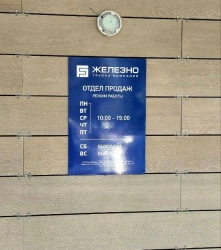 ЖЕЛЕЗНО
ГРУППА КОМПАНИЙ
ОТДЕЛ ПРОДАЖ
РЕЖИМ РАБОТЫ
ПН
ВТ
СР 10.00 - 19.00
ЧТ
ПТ
СБ
ВС